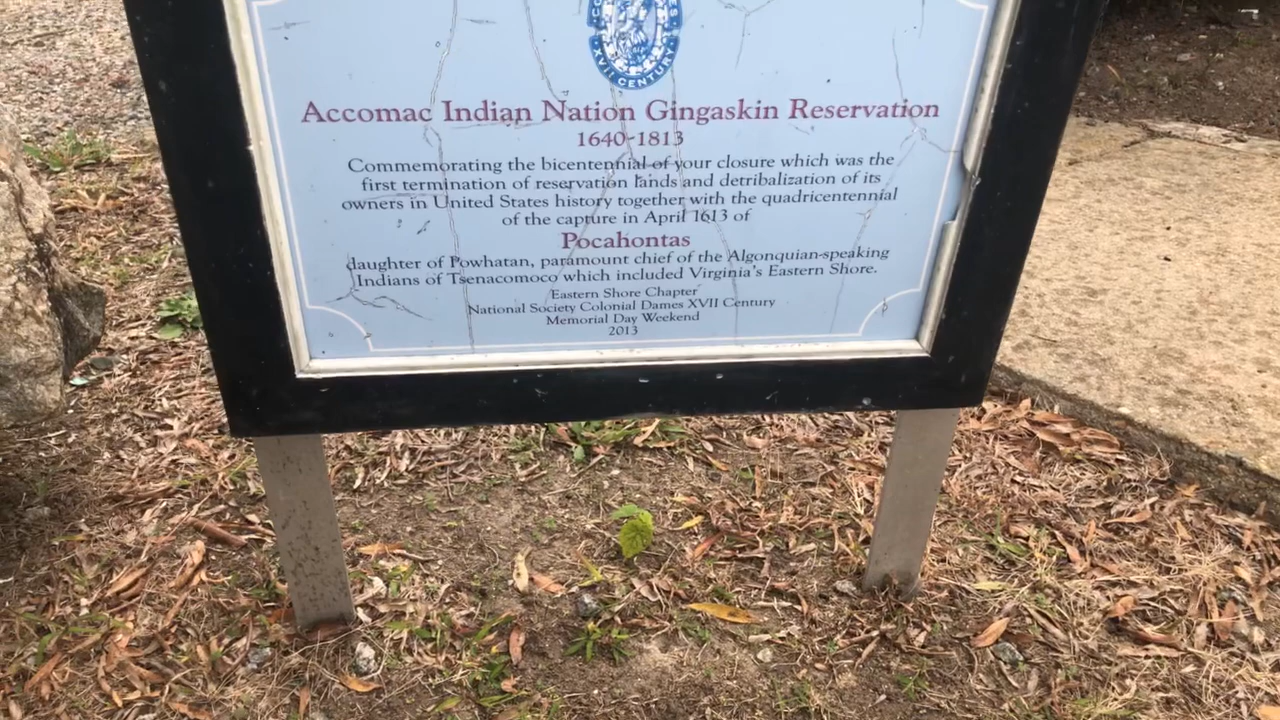 XVII CENTURY
Accomac Indian Nation Gingaskin Reservation
1640-1813
Commemorating the bicentennial of your closure which was the
first termination of reservation lands and detribalization of its
owners in United States history together with the quadricentennial
of the capture in April 1613 of
Pocahontas
daughter of Powhatan, paramount chief of the Algonquian-speaking
Indians of Tsenacomoco which included Virginia's Eastern Shore.
Eastern Shore Chapter
National Society Colonial Dames XVII Century
Memorial Day Weekend
2013